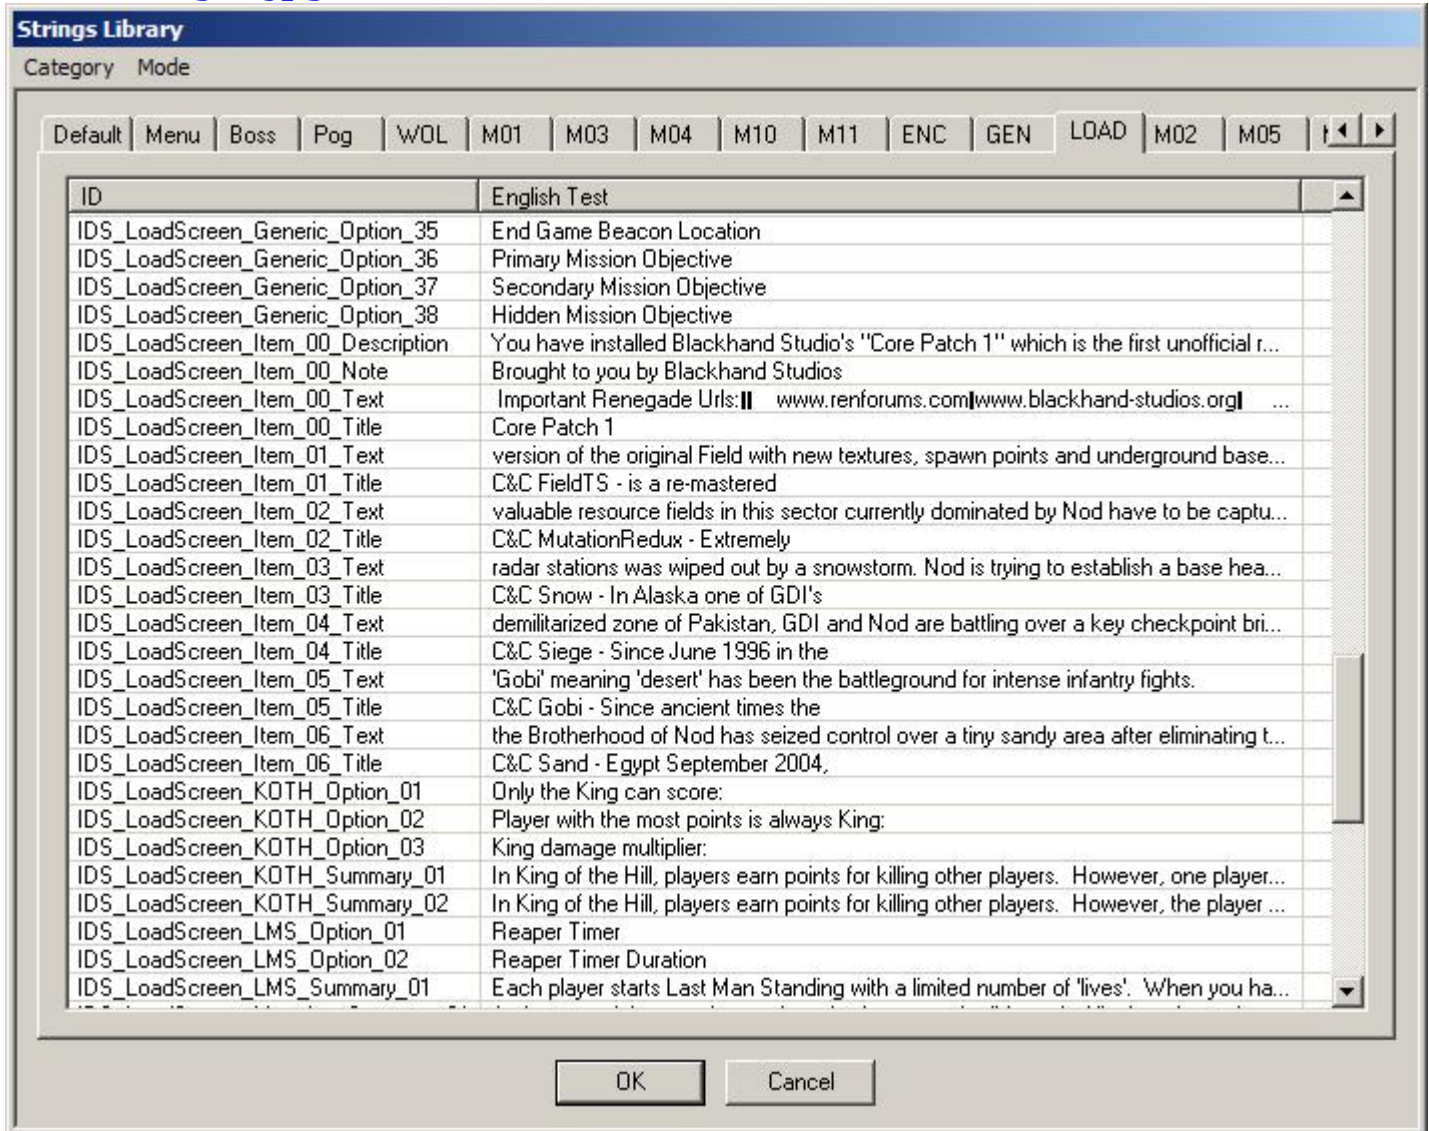 Strings Library
Category Mode
Default Menu Boss Pog WOL M01 M03 M04 M10 M11 ENC GEN LOAD M02 M05
ID English Test
IDS_LoadScreen_Generic_Option_35 End Game Beacon Location
IDS_LoadScreen_Generic_Option_36 Primary Mission Objective
IDS_LoadScreen_Generic_Option_37 Secondary Mission Objective
IDS_LoadScreen_Generic_Option_38 Hidden Mission Objective
IDS_LoadScreen_Item_00_Description You have installed Blackhand Studio's "Core Patch 1" which is the first unofficial r...
IDS_LoadScreen_Item_00_Note Brought to you by Blackhand Studios
IDS_LoadScreen_Item_00_Text Important Renegade Urls:|| www.renforums.com|www.blackhand-studios.org| ...
IDS_LoadScreen_Item_00_Title Core Patch 1
IDS_LoadScreen_Item_01_Text version of the original Field with new textures, spawn points and underground base...
IDS_LoadScreen_Item_01_Title C&C FieldTS - is a re-mastered
IDS_LoadScreen_Item_02_Text valuable resource fields in this sector currently dominated by Nod have to be captu...
IDS_LoadScreen_Item_02_Title C&C MutationRedux - Extremely
IDS_LoadScreen_Item_03_Text radar stations was wiped out by a snowstorm. Nod is trying to establish a base hea...
IDS_LoadScreen_Item_03_Title C&C Snow - In Alaska one of GDI's
IDS_LoadScreen_Item_04_Text demilitarized zone of Pakistan, GDI and Nod are battling over a key checkpoint bri...
IDS_LoadScreen_Item_04_Title C&C Siege - Since June 1996 in the
IDS_LoadScreen_Item_05_Text 'Gobi' meaning 'desert' has been the battleground for intense infantry fights.
IDS_LoadScreen_Item_05_Title C&C Gobi - Since ancient times the
IDS_LoadScreen_Item_06_Text the Brotherhood of Nod has seized control over a tiny sandy area after eliminating t...
IDS_LoadScreen_Item_06_Title C&C Sand - Egypt September 2004,
IDS_LoadScreen_KOTH_Option_01 Only the King can score:
IDS_LoadScreen_KOTH_Option_02 Player with the most points is always King:
IDS_LoadScreen_KOTH_Option_03 King damage multiplier:
IDS_LoadScreen_KOTH_Summary_01 In King of the Hill, players earn points for killing other players.  However, one player...
IDS_LoadScreen_KOTH_Summary_02 In King of the Hill, players earn points for killing other players.  However, the player ...
IDS_LoadScreen_LMS_Option_01 Reaper Timer
IDS_LoadScreen_LMS_Option_02 Reaper Timer Duration
IDS_LoadScreen_LMS_Summary_01 Each player starts Last Man Standing with a limited number of 'lives'.  When you ha...
OK Cancel